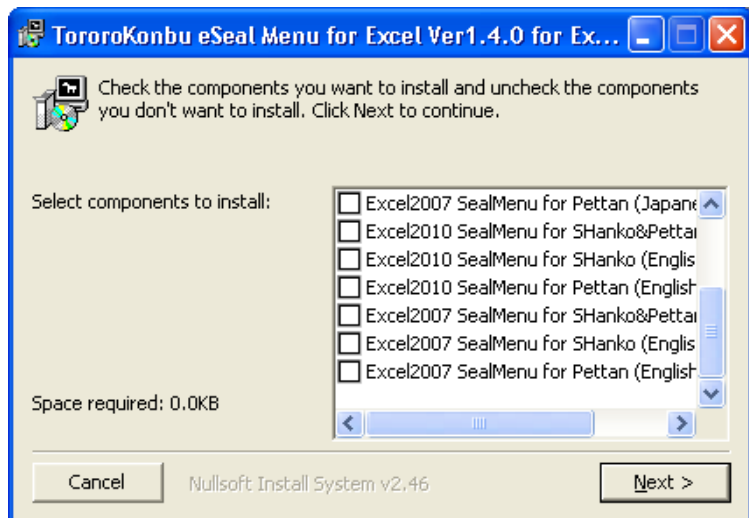 TororoKonbu eSeal Menu for Excel Ver1.4.0 for Ex...
Check the components you want to install and uncheck the components
you don't want to install. Click Next to continue.
Select components to install:
Excel2007 SealMenu for Pettan (Japane
Excel2010 SealMenu for SHanko&Pettan
Excel2010 SealMenu for SHanko (Englis
Excel2010 SealMenu for Pettan (English
Excel2007 SealMenu for SHanko&Pettan
Excel2007 SealMenu for SHanko (Englis
Excel2007 SealMenu for Pettan (English
Space required: 0.0KB
Cancel
Nullsoft Install System v2.46
Next >